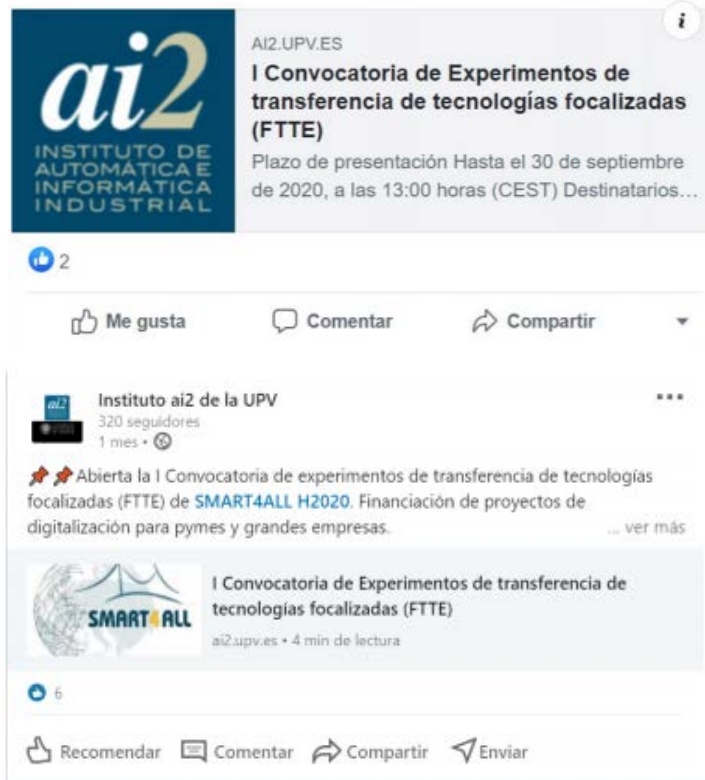 ai2
INSTITUTO DE
AUTOMÁTICA E
INFORMÁTICA
INDUSTRIAL
i
AI2.UPV.ES
I Convocatoria de Experimentos de
transferencia de tecnologías focalizadas
(FTTE)
Plazo de presentación Hasta el 30 de septiembre
de 2020, a las 13:00 horas (CEST) Destinatarios...
2
Me gusta Comentar Compartir
ai2
Instituto ai2 de la UPV
320 seguidores
1 mes •
Abierta la I Convocatoria de experimentos de transferencia de tecnologías
focalizadas (FTTE) de SMART4ALL H2020. Financiación de proyectos de
digitalización para pymes y grandes empresas. ... ver más
SMART4ALL
I Convocatoria de Experimentos de transferencia de
tecnologías focalizadas (FTTE)
ai2.upv.es • 4 min de lectura
6
Recomendar Comentar Compartir Enviar